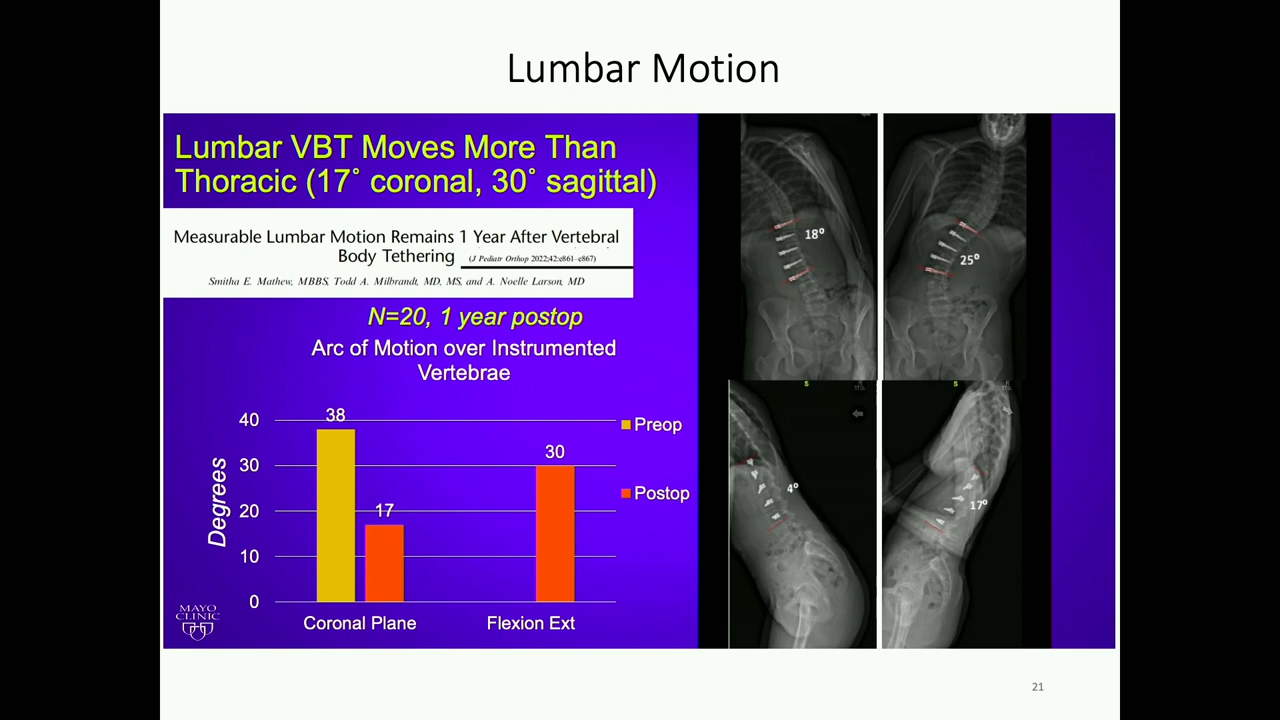 Lumbar Motion
Lumbar VBT Moves More Than
Thoracic (17˚ coronal, 30˚ sagittal)
Measurable Lumbar Motion Remains 1 Year After Vertebral
Body Tethering (J Pediatr Orthop 2022;42:e861–e867)
Smitha E. Mathew, MBBS, Todd A. Milbrandt, MD, MS, and A. Noelle Larson, MD
N=20, 1 year postop
Arc of Motion over Instrumented
Vertebrae
Degrees
40
30
20
10
0
38
17
30
Coronal Plane
Flexion Ext
Preop
Postop
MAYO
CLINIC
18º
25º
S
S
4º
17º
21